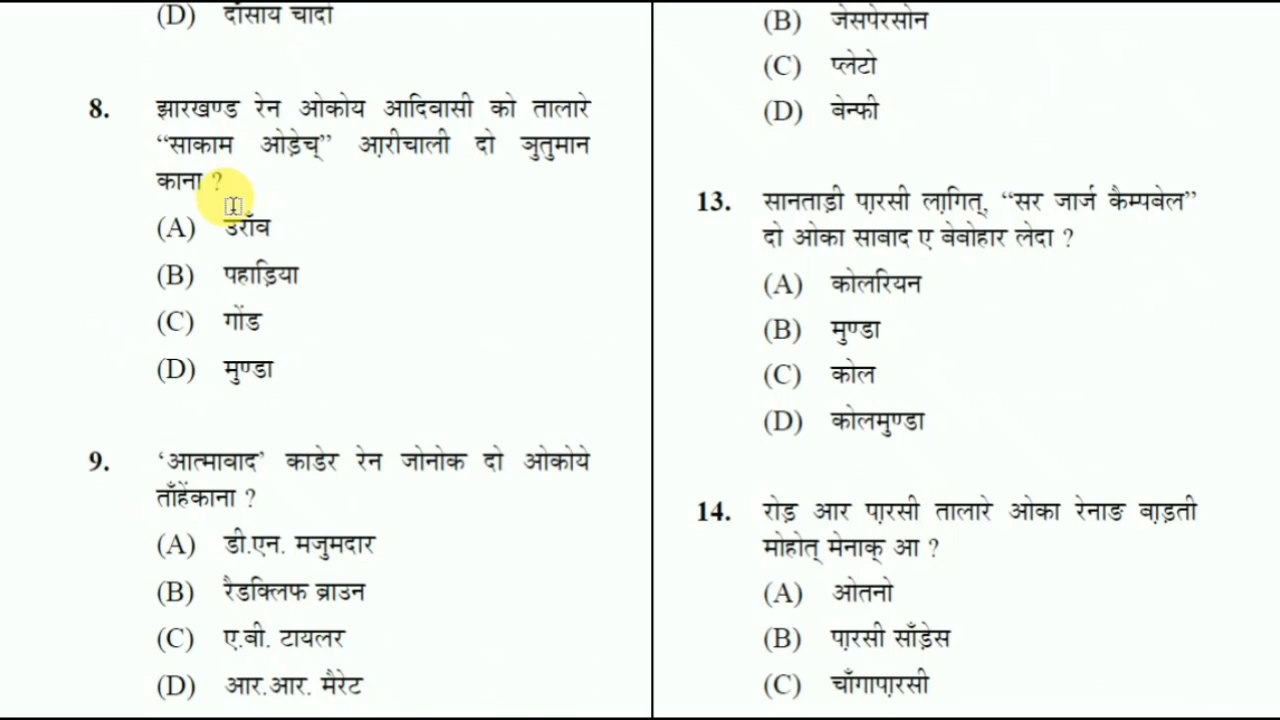 (D) दाँसाय चादो
8. झारखण्ड रेन ओकोय आदिवासी को तालारे
“साकाम ओड़ेच्” आ़रीचाली दो ञुतुमान
काना ?
(A) उराँव
(B) पहाड़िया
(C) गोंड
(D) मुण्डा
9. ‘आत्मावाद’ काडेर रेन जोनोक दो ओकोये
ताँहेंकाना ?
(A) डी.एन. मजुमदार
(B) रैडक्लिफ ब्राउन
(C) ए.बी. टायलर
(D) आर.आर. मैरेट
(B) जेसपेरसोन
(C) प्लेटो
(D) बेन्फी
13. सानताड़ी पा़रसी ला़गित्, “सर जार्ज कैम्पबेल”
दो ओका साबाद ए बेबोहार लेदा ?
(A) कोलरियन
(B) मुण्डा
(C) कोल
(D) कोलमुण्डा
14. रोड़ आर पा़रसी तालारे ओका रेनाङ बा़ड़ती
मोहोत् मेनाक् आ ?
(A) ओतनो
(B) पा़रसी साँड़ेस
(C) चाँगापा़रसी